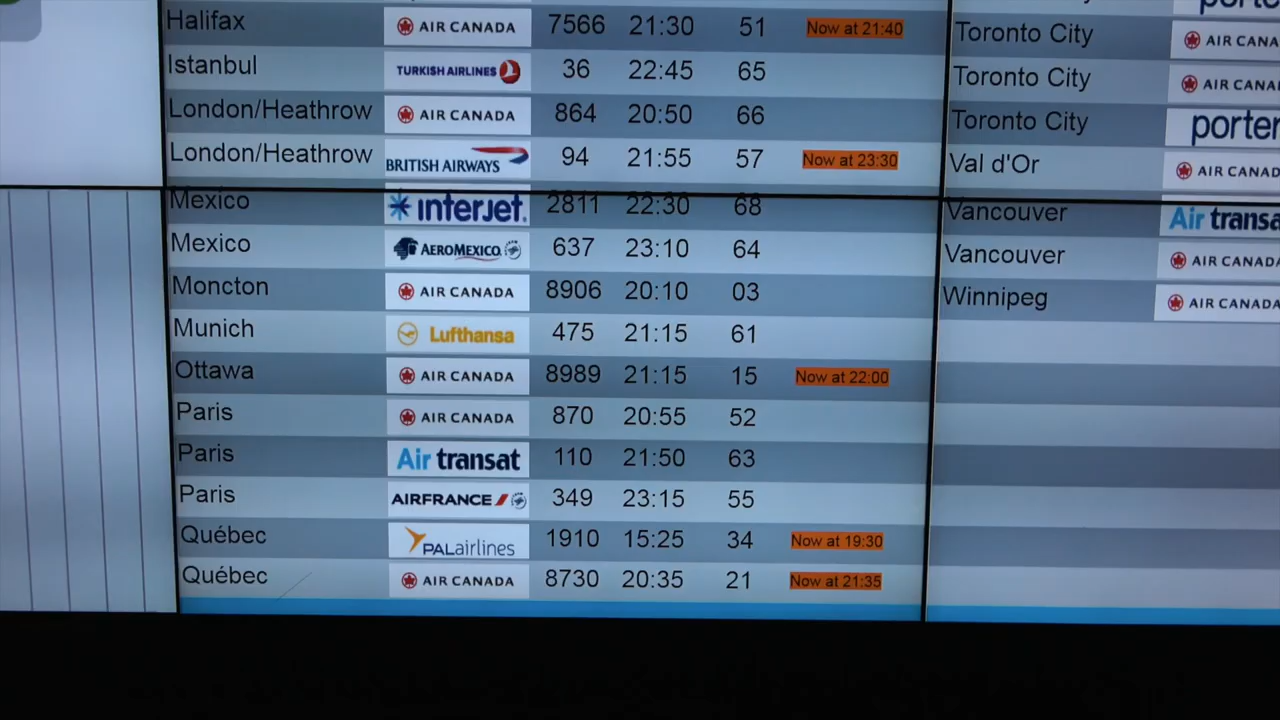 Halifax AIR CANADA 7566 21:30 51 Now at 21:40
Istanbul TURKISH AIRLINES 36 22:45 65
London/Heathrow AIR CANADA 864 20:50 66
London/Heathrow BRITISH AIRWAYS 94 21:55 57 Now at 23:30
Mexico interjet 2811 22:30 68
Mexico AEROMEXICO 637 23:10 64
Moncton AIR CANADA 8906 20:10 03
Munich Lufthansa 475 21:15 61
Ottawa AIR CANADA 8989 21:15 15 Now at 22:00
Paris AIR CANADA 870 20:55 52
Paris Air transat 110 21:50 63
Paris AIRFRANCE 349 23:15 55
Québec PALairlines 1910 15:25 34 Now at 19:30
Québec AIR CANADA 8730 20:35 21 Now at 21:35
porter
Toronto City AIR CANA
Toronto City AIR CANA
Toronto City porter
Val d'Or AIR CANAD
Vancouver Air transa
Vancouver AIR CANADA
Winnipeg AIR CANADA